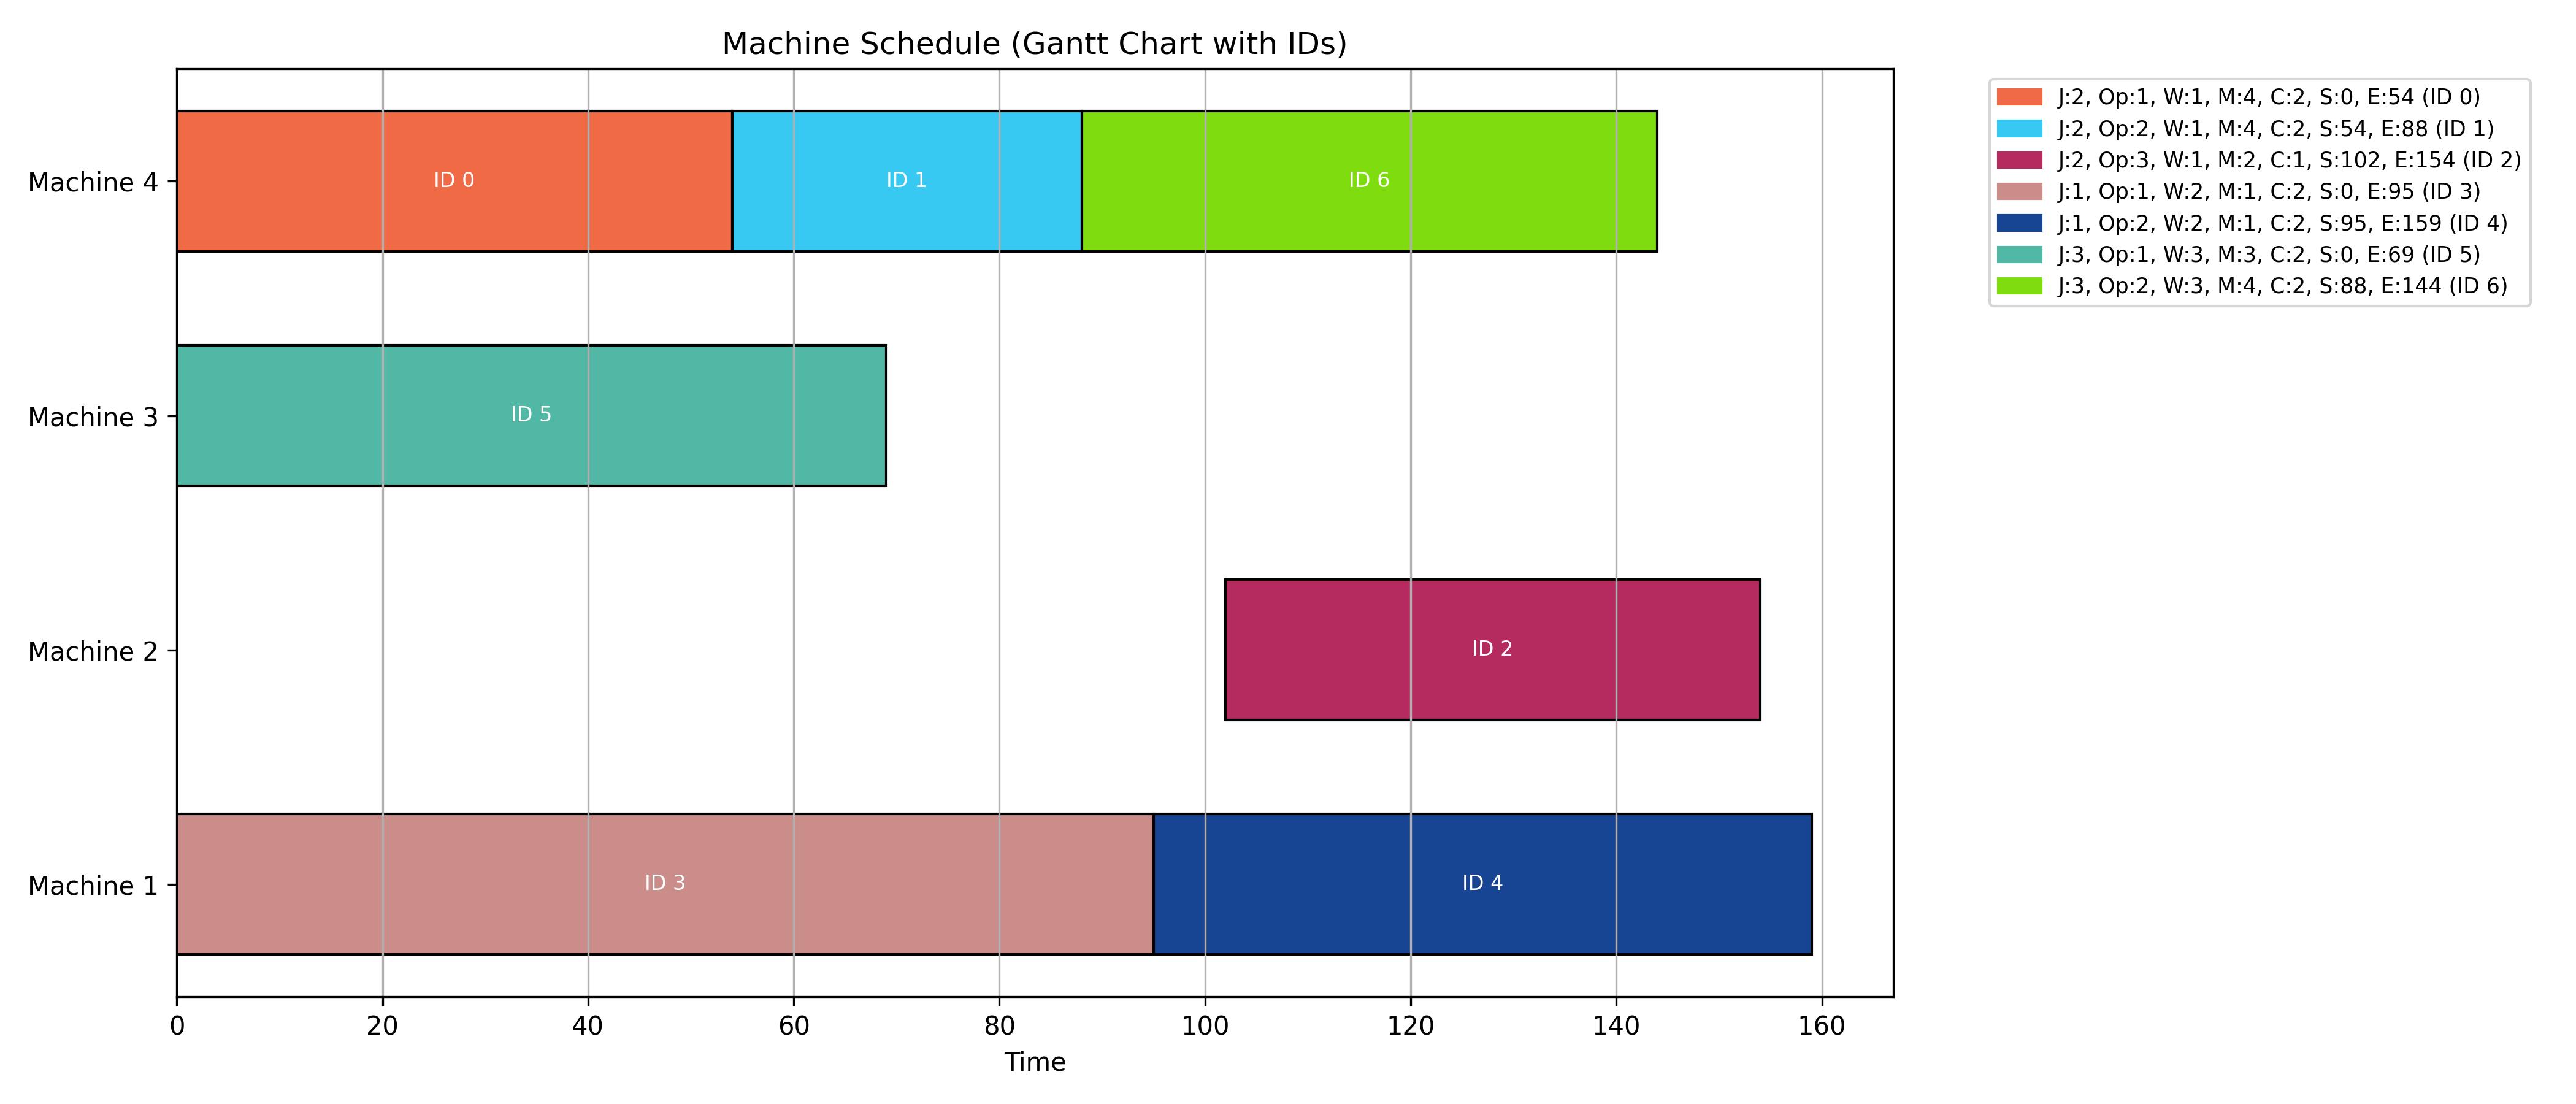 Machine Schedule (Gantt Chart with IDs)
Machine 4
ID 0
ID 1
ID 6
Machine 3
ID 5
Machine 2
ID 2
Machine 1
ID 3
ID 4
0 20 40 60 80 100 120 140 160
Time
J:2, Op:1, W:1, M:4, C:2, S:0, E:54 (ID 0)
J:2, Op:2, W:1, M:4, C:2, S:54, E:88 (ID 1)
J:2, Op:3, W:1, M:2, C:1, S:102, E:154 (ID 2)
J:1, Op:1, W:2, M:1, C:2, S:0, E:95 (ID 3)
J:1, Op:2, W:2, M:1, C:2, S:95, E:159 (ID 4)
J:3, Op:1, W:3, M:3, C:2, S:0, E:69 (ID 5)
J:3, Op:2, W:3, M:4, C:2, S:88, E:144 (ID 6)